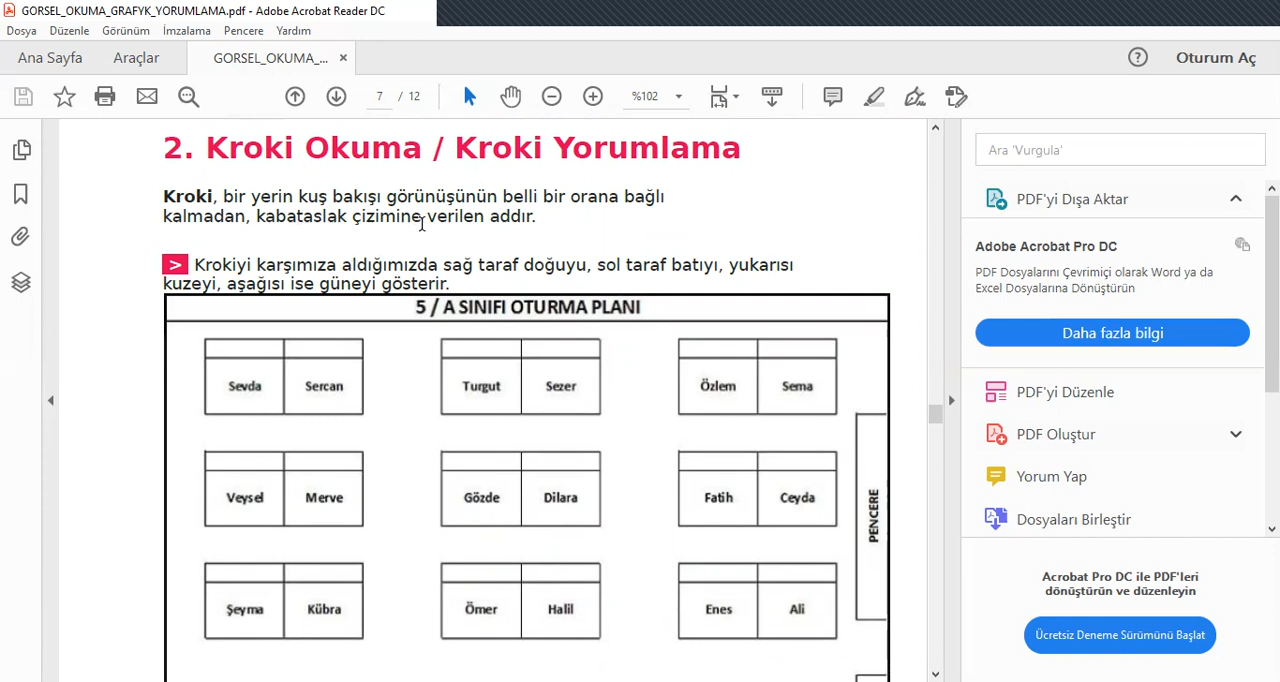 GORSEL_OKUMA_GRAFYK_YORUMLAMA.pdf - Adobe Acrobat Reader DC
Dosya Düzenle Görünüm İmzalama Pencere Yardım
Ana Sayfa Araçlar GORSEL_OKUMA_... × ? Oturum Aç
7 / 12 %102
2. Kroki Okuma / Kroki Yorumlama
Kroki, bir yerin kuş bakışı görünüşünün belli bir orana bağlı
kalmadan, kabataslak çizimine verilen addır.
> Krokiyi karşımıza aldığımızda sağ taraf doğuyu, sol taraf batıyı, yukarısı
kuzeyi, aşağısı ise güneyi gösterir.
5 / A SINIFI OTURMA PLANI
Sevda Sercan Turgut Sezer Özlem Sema
Veysel Merve Gözde Dilara Fatih Ceyda
PENCERE
Şeyma Kübra Ömer Halil Enes Ali
Ara 'Vurgula'
PDF'yi Dışa Aktar
Adobe Acrobat Pro DC
PDF Dosyalarını Çevrimiçi olarak Word ya da
Excel Dosyalarına Dönüştürün
Daha fazla bilgi
PDF'yi Düzenle
PDF Oluştur
Yorum Yap
Dosyaları Birleştir
Acrobat Pro DC ile PDF'leri
dönüştürün ve düzenleyin
Ücretsiz Deneme Sürümünü Başlat